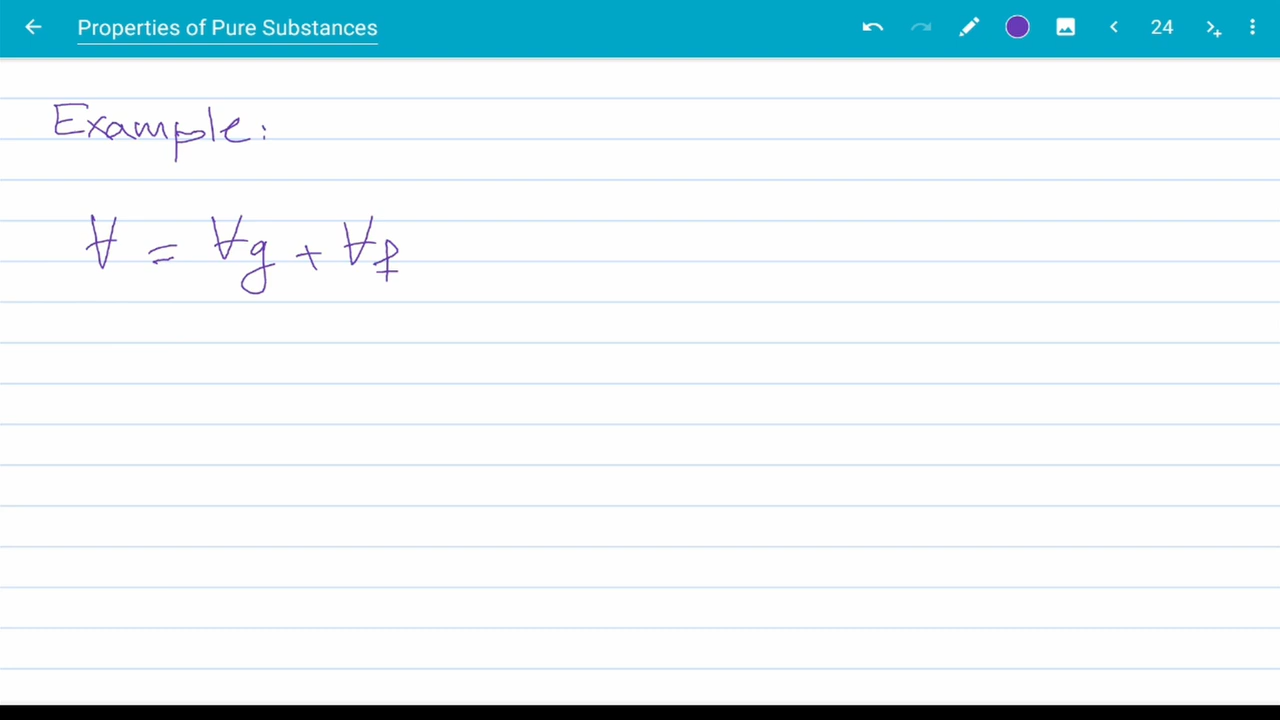 Properties of Pure Substances
24
Example:
∀ = ∀g + ∀f